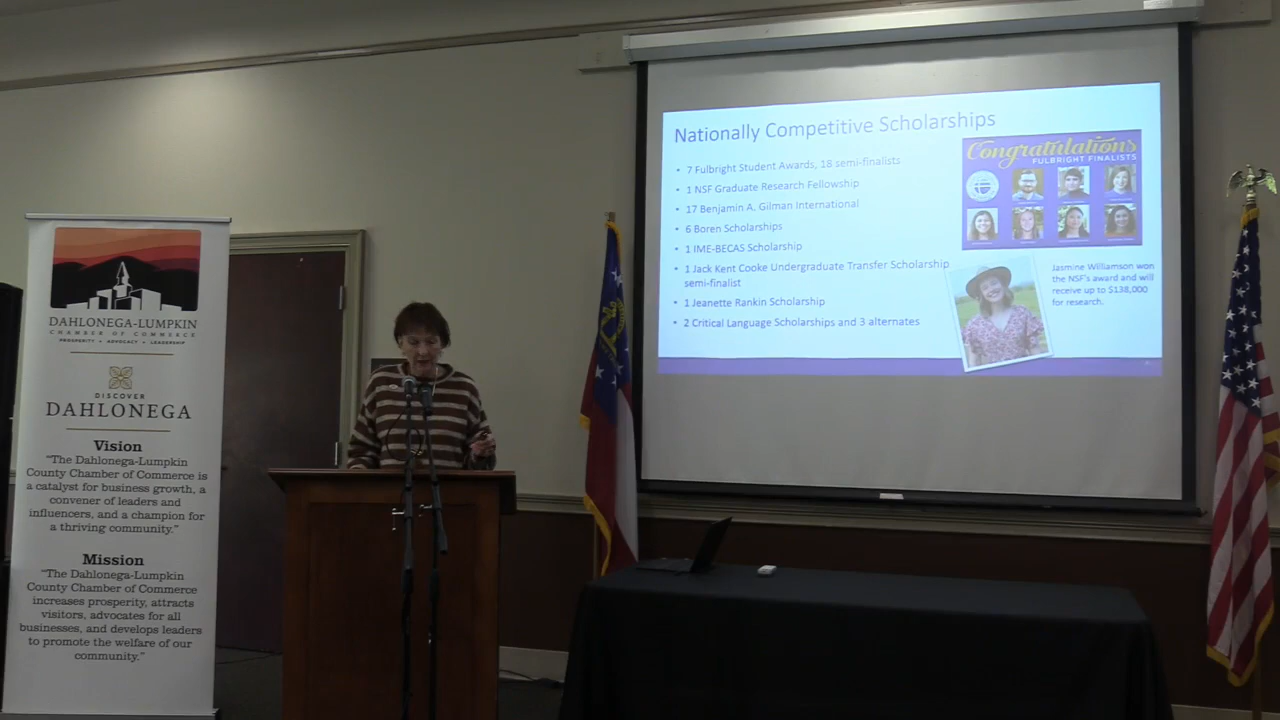 DAHLONEGA-LUMPKIN
CHAMBER OF COMMERCE
PROSPERITY • ADVOCACY • LEADERSHIP
DISCOVER
DAHLONEGA
Vision
“The Dahlonega-Lumpkin
County Chamber of Commerce is
a catalyst for business growth, a
convener of leaders and
influencers, and a champion for
a thriving community.”
Mission
“The Dahlonega-Lumpkin
County Chamber of Commerce
increases prosperity, attracts
visitors, advocates for all
businesses, and develops leaders
to promote the welfare of our
community.”
Nationally Competitive Scholarships
• 7 Fulbright Student Awards, 18 semi-finalists
• 1 NSF Graduate Research Fellowship
• 17 Benjamin A. Gilman International
• 6 Boren Scholarships
• 1 IME-BECAS Scholarship
• 1 Jack Kent Cooke Undergraduate Transfer Scholarship
semi-finalist
• 1 Jeanette Rankin Scholarship
• 2 Critical Language Scholarships and 3 alternates
Congratulations
FULBRIGHT FINALISTS
Jasmine Williamson won
the NSF's award and will
receive up to $138,000
for research.